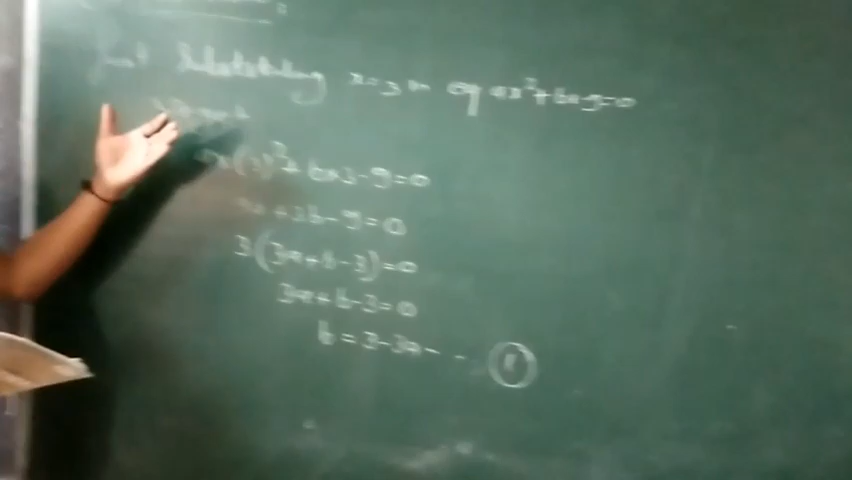 Substituting x=3 in eq ax²+bx-9=0
a×(3)²+b×3-9=0
9a+3b-9=0
3(3a+b-3)=0
3a+b-3=0
b=3-3a-- ①